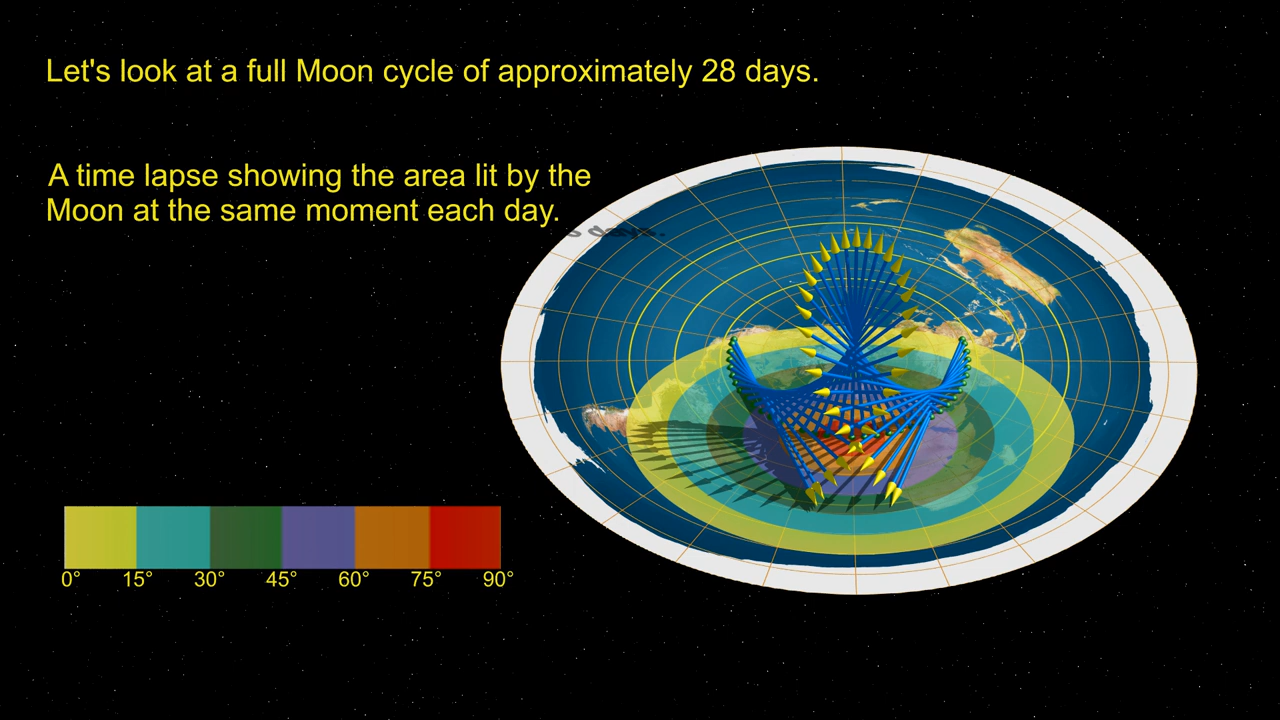 Let's look at a full Moon cycle of approximately 28 days.
A time lapse showing the area lit by the
Moon at the same moment each day.
days.
0° 15° 30° 45° 60° 75° 90°